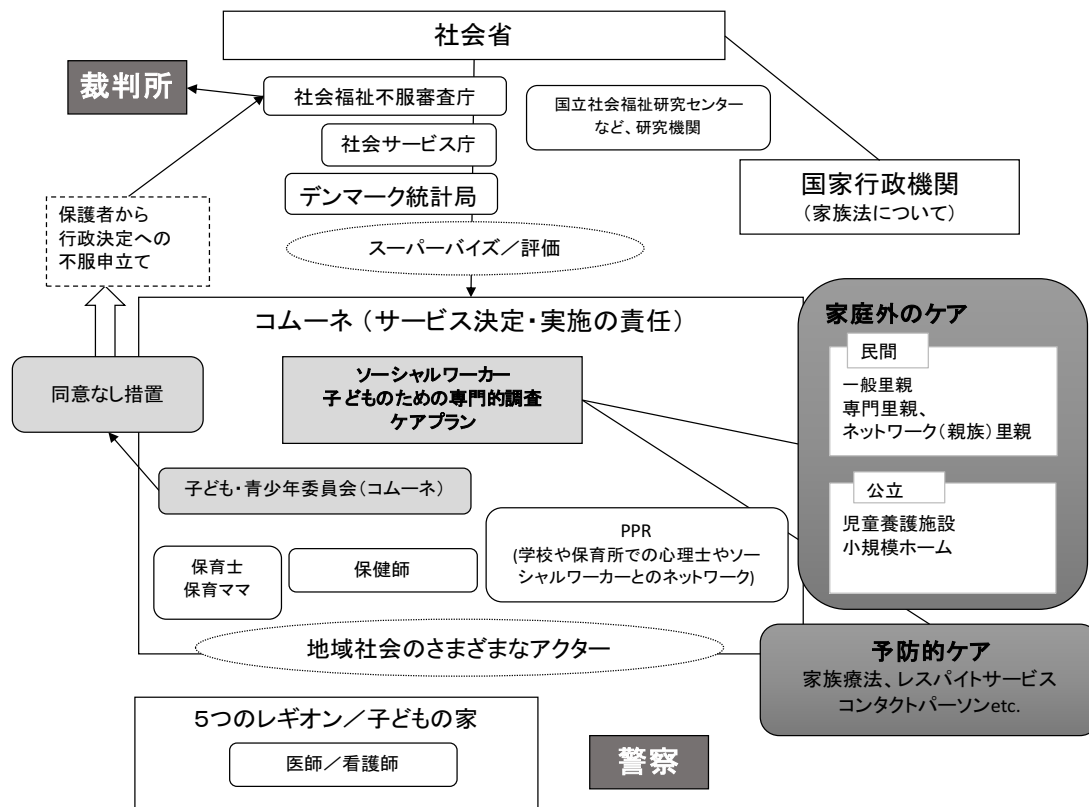 社会省
裁判所
社会福祉不服審査庁
国立社会福祉研究センター
など、研究機関
社会サービス庁
デンマーク統計局
国家行政機関
（家族法について）
保護者から
行政決定への
不服申立て
スーパーバイズ／評価
コムーネ（サービス決定・実施の責任）
家庭外のケア
民間
一般里親
専門里親、
ネットワーク（親族）里親
同意なし措置
ソーシャルワーカー
子どものための専門的調査
ケアプラン
子ども・青少年委員会（コムーネ）
公立
児童養護施設
小規模ホーム
PPR
(学校や保育所での心理士やソー
シャルワーカーとのネットワーク)
保育士
保育ママ
保健師
地域社会のさまざまなアクター
予防的ケア
家族療法、レスパイトサービス
コンタクトパーソンetc.
５つのレギオン／子どもの家
医師／看護師
警察